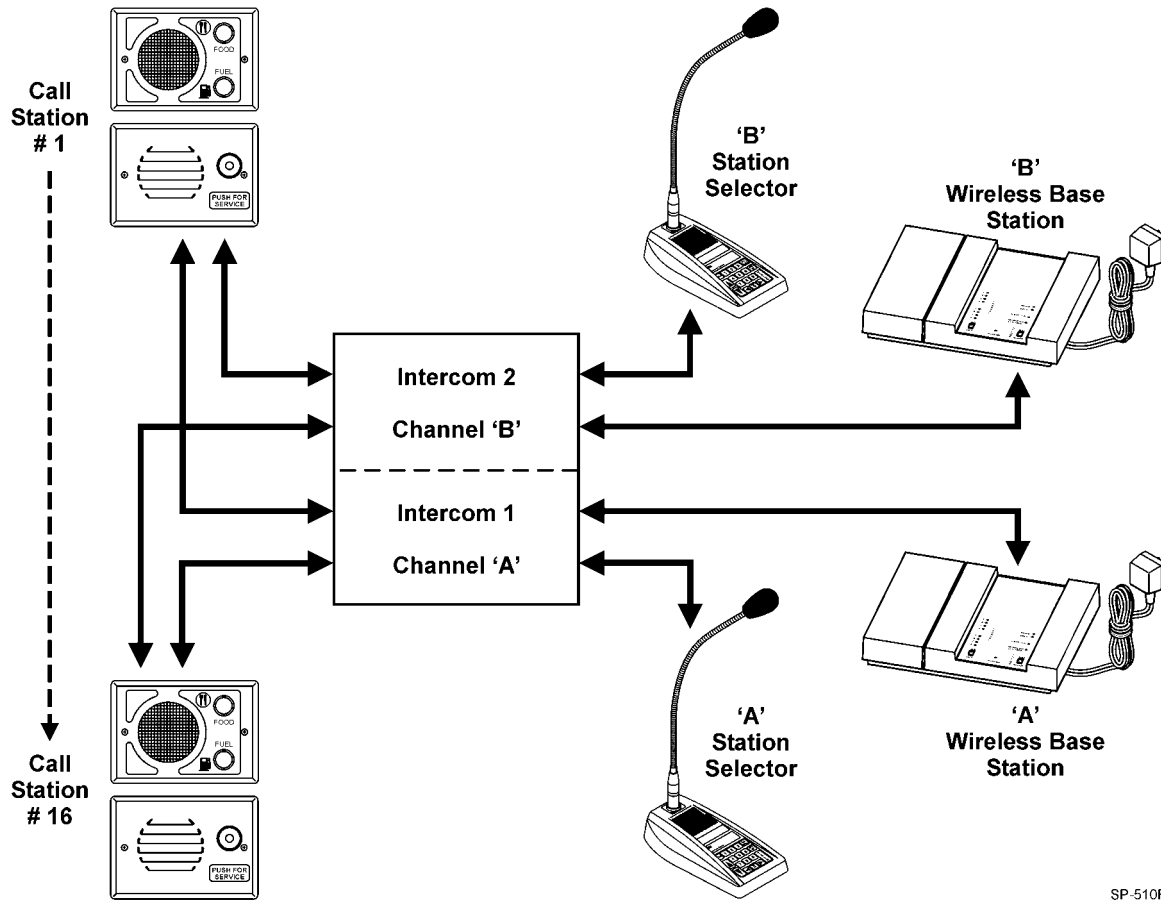 FOOD
FUEL
Call
Station
# 1
PUSH FOR
SERVICE
'B'
Station
Selector
'B'
Wireless Base
Station
Intercom 2
Channel 'B'
Intercom 1
Channel 'A'
FOOD
FUEL
Call
Station
# 16
PUSH FOR
SERVICE
'A'
Station
Selector
'A'
Wireless Base
Station